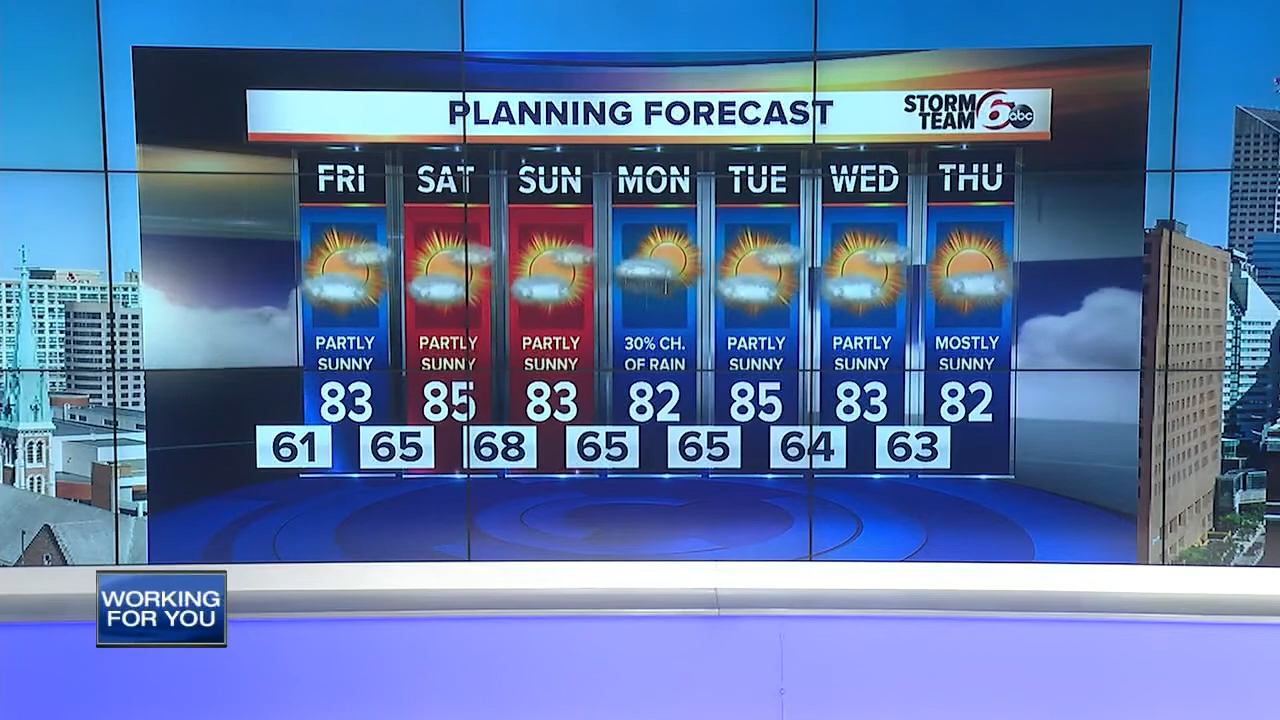 PLANNING FORECAST
STORM TEAM 6 abc
FRI SAT SUN MON TUE WED THU
PARTLY SUNNY
PARTLY SUNNY
PARTLY SUNNY
30% CH. OF RAIN
PARTLY SUNNY
PARTLY SUNNY
MOSTLY SUNNY
83 85 83 82 85 83 82
61 65 68 65 65 64 63
WORKING
FOR YOU